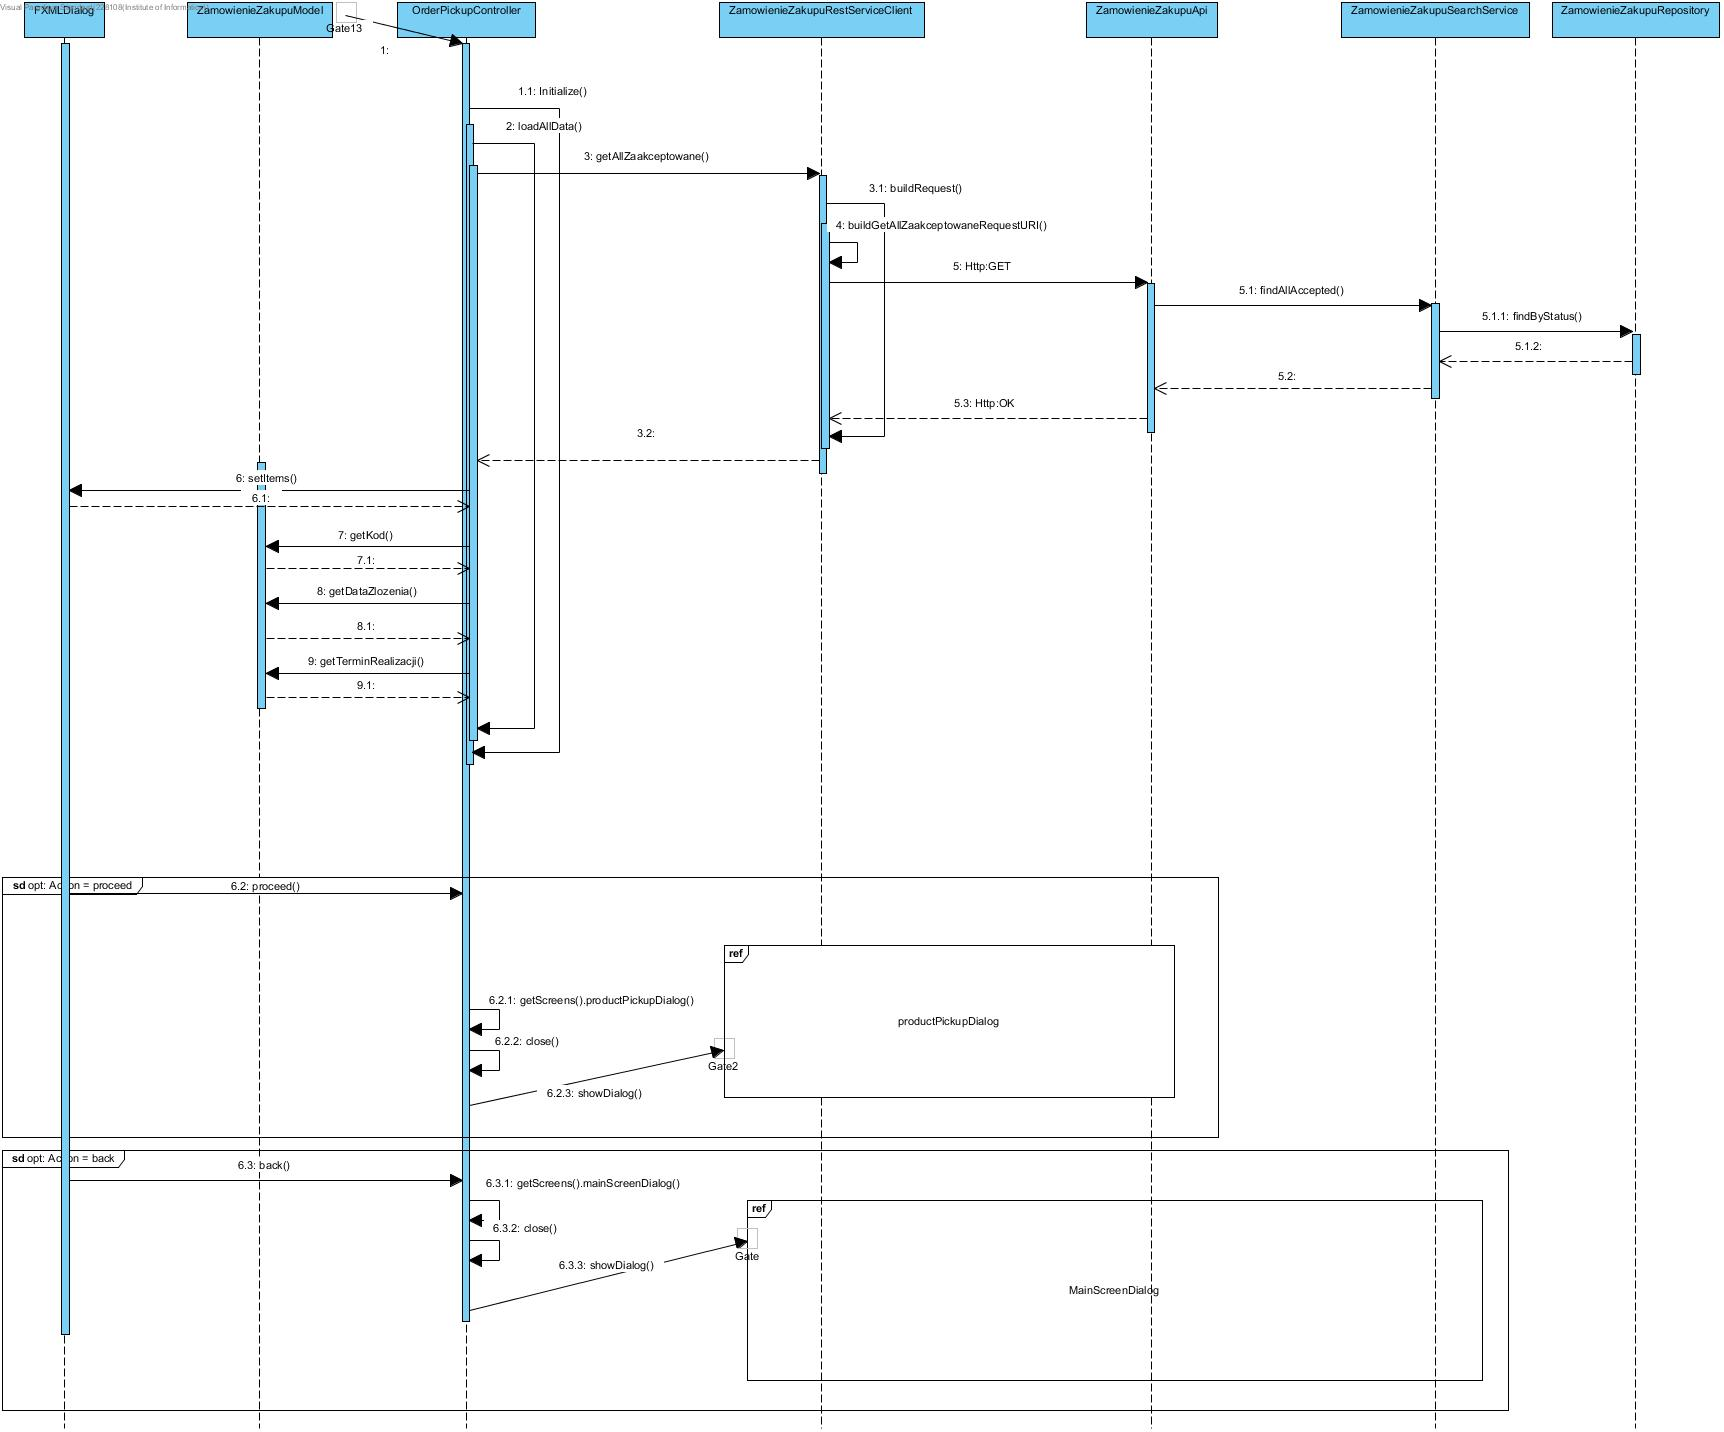 FXMLDialog
ZamowienieZakupuModel
OrderPickupController
ZamowienieZakupuRestServiceClient
ZamowienieZakupuApi
ZamowienieZakupuSearchService
ZamowienieZakupuRepository
Gate13
1:
1.1: Initialize()
2: loadAllData()
3: getAllZaakceptowane()
3.1: buildRequest()
4: buildGetAllZaakceptowaneRequestURI()
5: Http:GET
5.1: findAllAccepted()
5.1.1: findByStatus()
5.1.2:
5.2:
5.3: Http:OK
3.2:
6: setItems()
6.1:
7: getKod()
7.1:
8: getDataZlozenia()
8.1:
9: getTerminRealizacji()
9.1:
sd opt: Action = proceed
6.2: proceed()
ref
6.2.1: getScreens().productPickupDialog()
productPickupDialog
6.2.2: close()
Gate2
6.2.3: showDialog()
sd opt: Action = back
6.3: back()
6.3.1: getScreens().mainScreenDialog()
ref
6.3.2: close()
Gate
6.3.3: showDialog()
MainScreenDialog